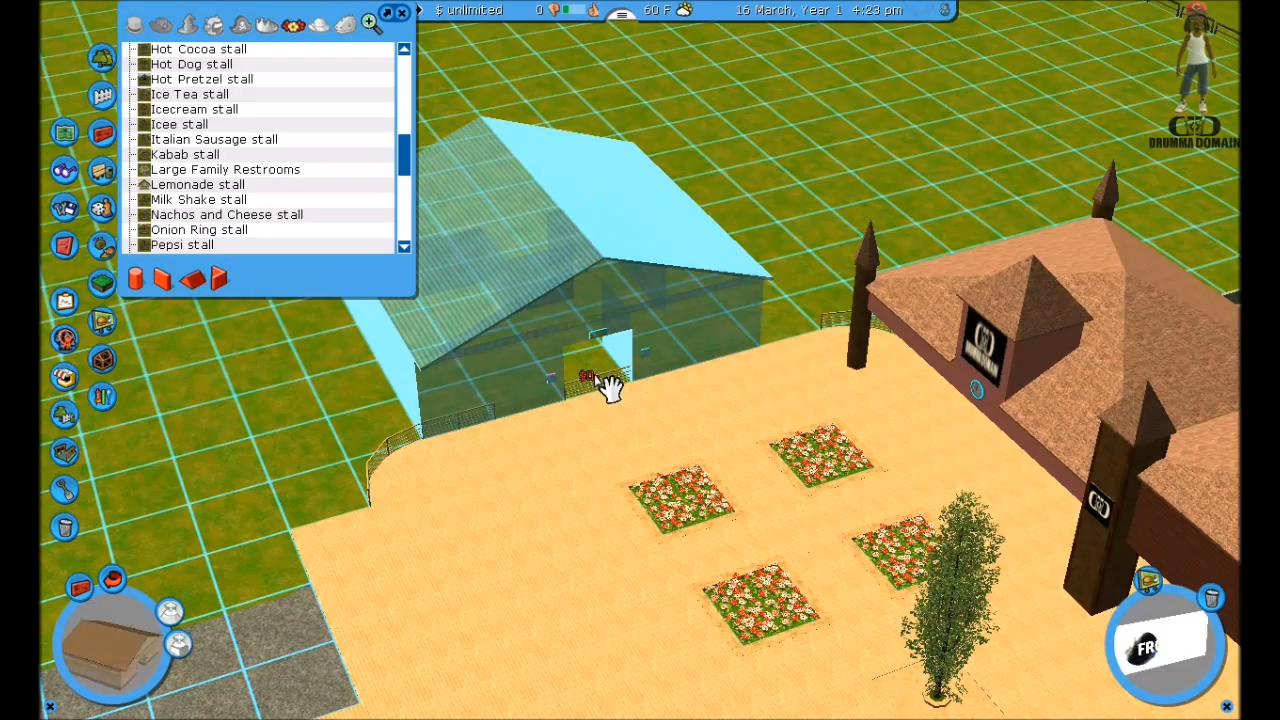 $ unlimited
0
60 F
16 March, Year 1 4:23 pm
Hot Cocoa stall
Hot Dog stall
Hot Pretzel stall
Ice Tea stall
Icecream stall
Icee stall
Italian Sausage stall
Kabab stall
Large Family Restrooms
Lemonade stall
Milk Shake stall
Nachos and Cheese stall
Onion Ring stall
Pepsi stall
DRUMMA DOMAIN
$0
FR